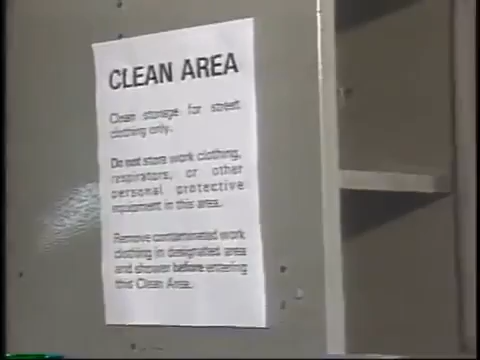 CLEAN AREA
Clean storage for street
clothing only.
Do not store work clothing,
respirators, or other
personal protective
equipment in this area.
Remove contaminated work
clothing in designated area
and shower before entering
this Clean Area.